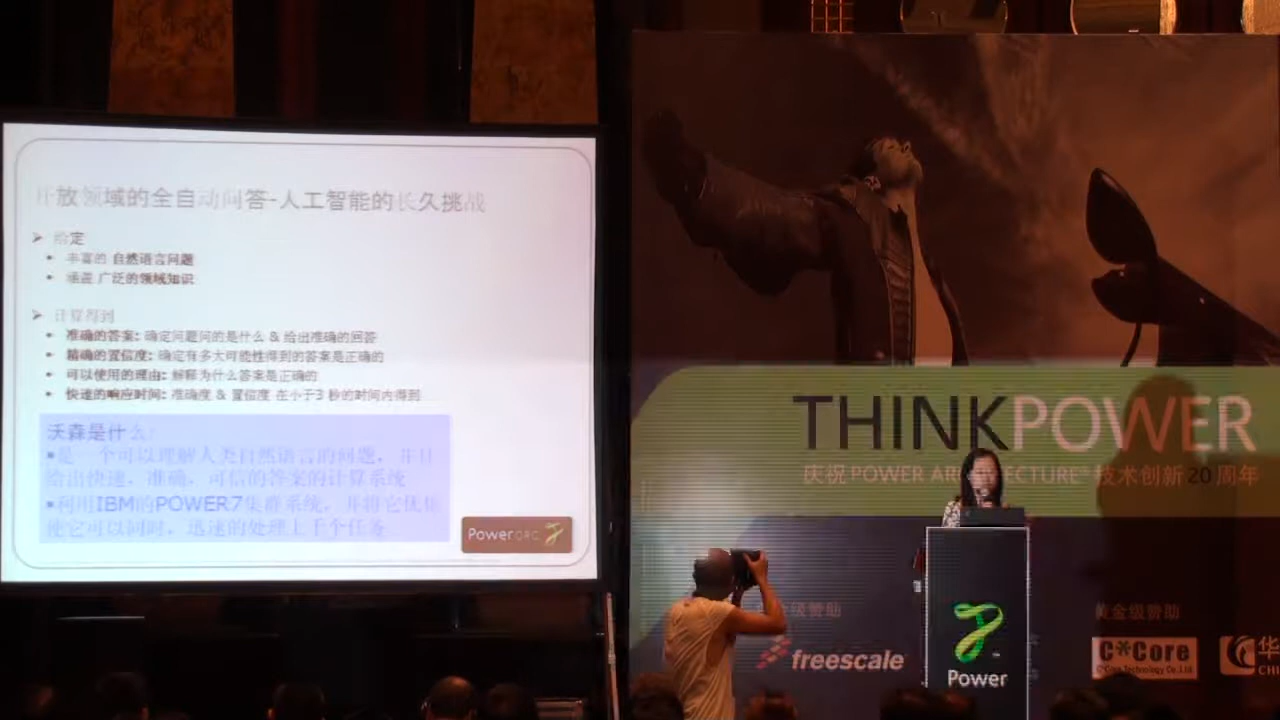 开放领域的全自动问答-人工智能的长久挑战
给定
丰富的 自然语言问题
涵盖 广泛的领域知识
计算得到
准确的答案: 确定问题问的是什么 & 给出准确的回答
精确的置信度: 确定有多大可能性得到的答案是正确的
可以使用的理由: 解释为什么答案是正确的
快速的响应时间: 准确度 & 置信度 在小于3 秒的时间内得到
沃森是什么:
▪是一个可以理解人类自然语言的问题，并且
给出快速，准确，可信的答案的计算系统
▪利用IBM的POWER7集群系统，并将它优化
使它可以同时，迅速的处理上千个任务
Power.ORG
THINKPOWER
庆祝 POWER ARCHITECTURE® 技术创新 20 周年
级赞助
freescale
黄金级赞助
C*Core
C*Core Technology Co.,Ltd
华
CHI
Power